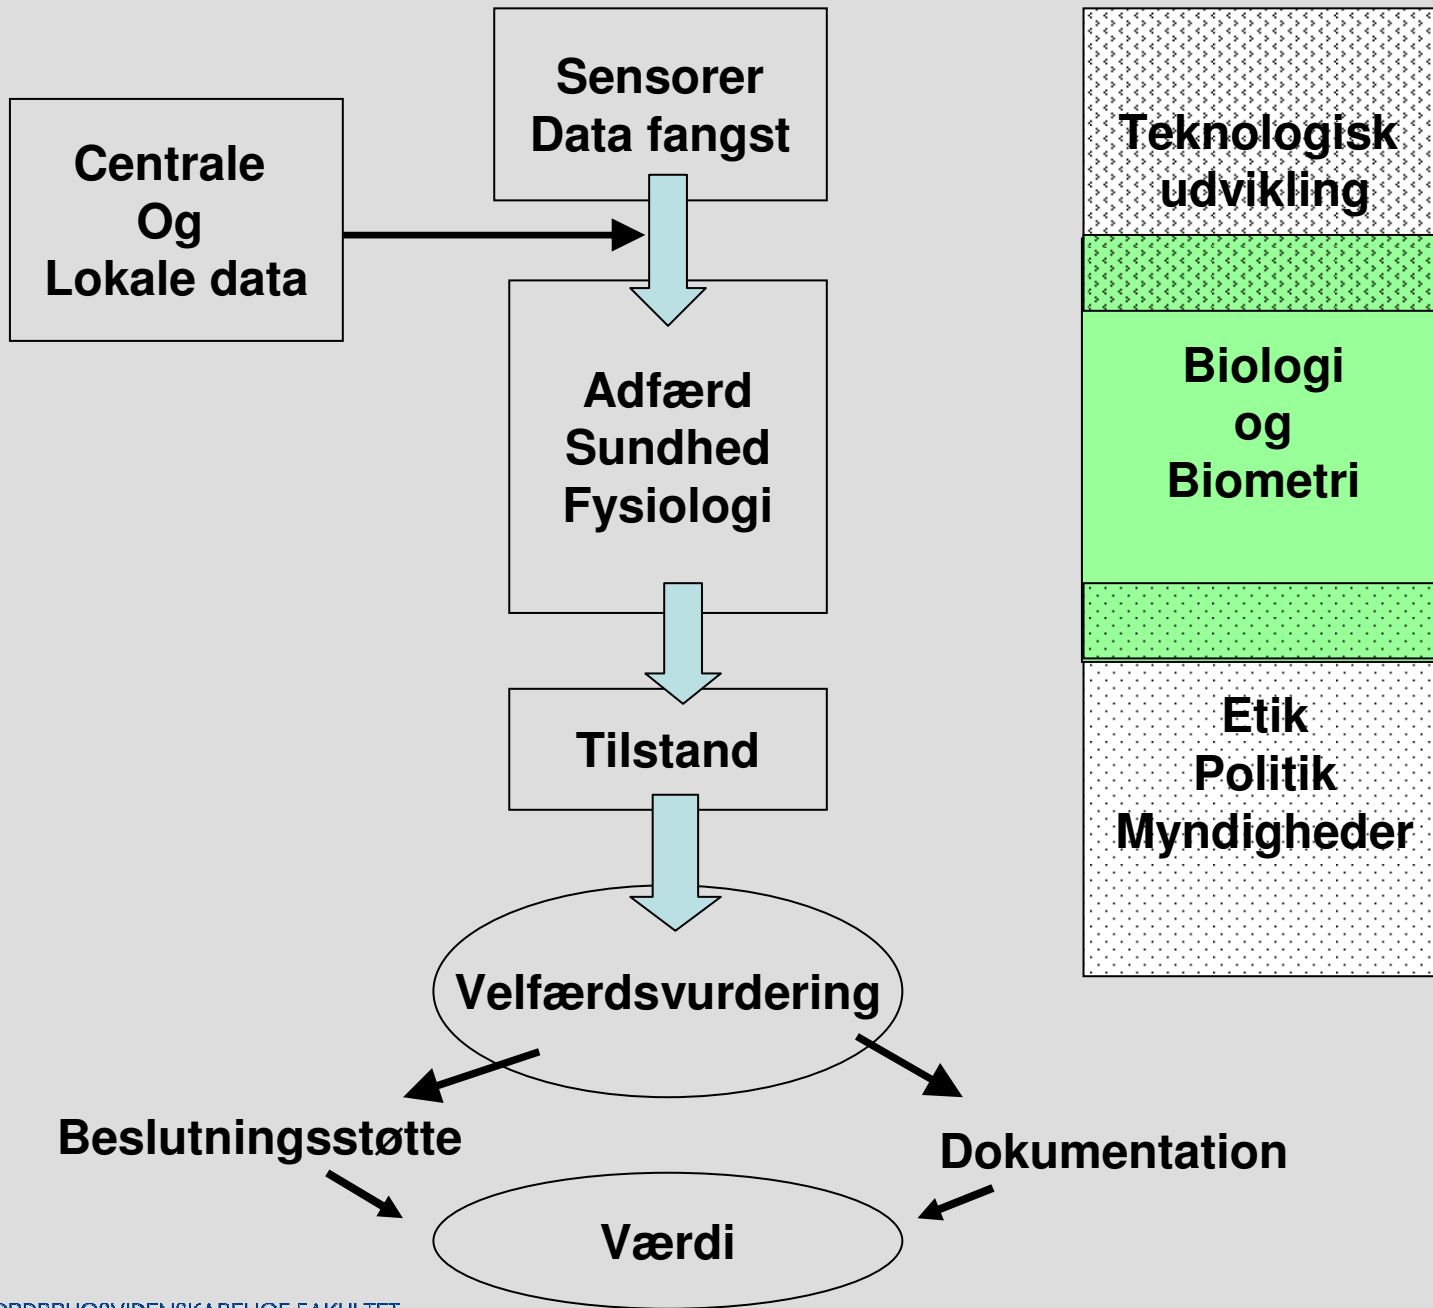 Sensorer
Data fangst
Centrale
Og
Lokale data
Teknologisk
udvikling
Adfærd
Sundhed
Fysiologi
Biologi
og
Biometri
Tilstand
Etik
Politik
Myndigheder
Velfærdsvurdering
Beslutningsstøtte
Dokumentation
Værdi